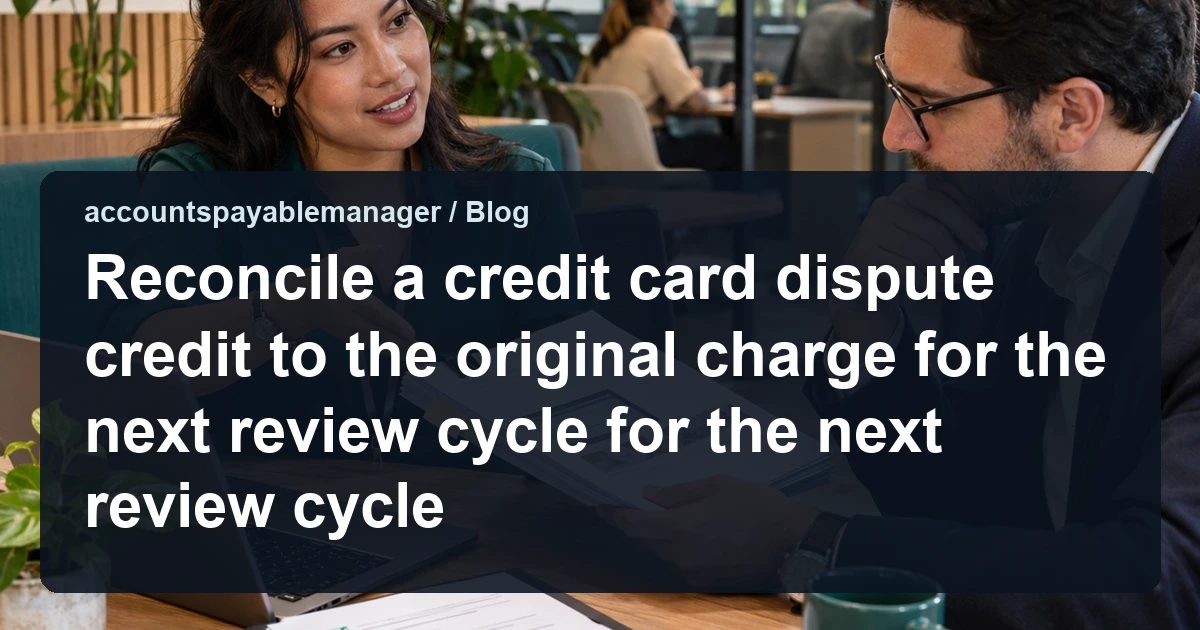 accountspayablemanager / Blog
Reconcile a credit card dispute
credit to the original charge for the
next review cycle for the next
review cycle